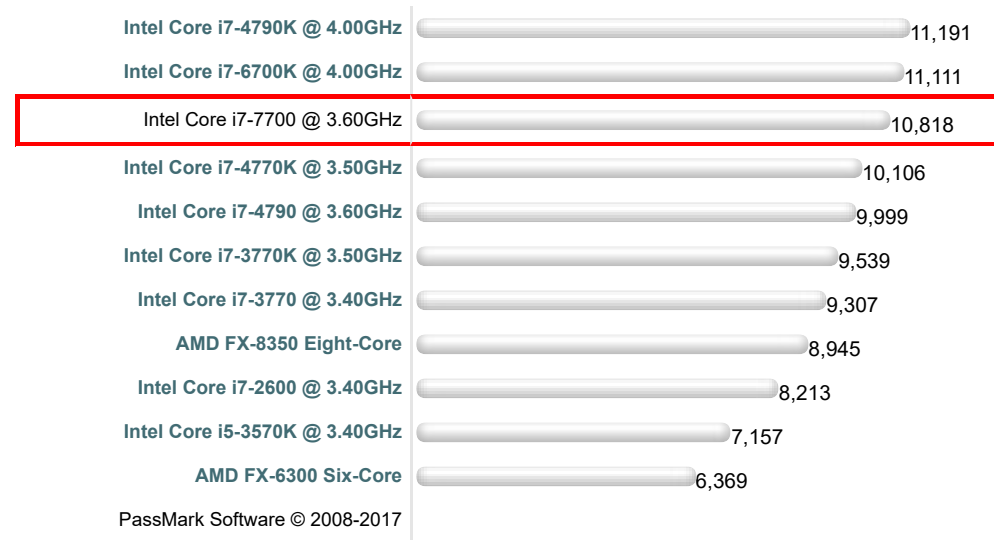 Intel Core i7-4790K @ 4.00GHz 11,191
Intel Core i7-6700K @ 4.00GHz 11,111
Intel Core i7-7700 @ 3.60GHz 10,818
Intel Core i7-4770K @ 3.50GHz 10,106
Intel Core i7-4790 @ 3.60GHz 9,999
Intel Core i7-3770K @ 3.50GHz 9,539
Intel Core i7-3770 @ 3.40GHz 9,307
AMD FX-8350 Eight-Core 8,945
Intel Core i7-2600 @ 3.40GHz 8,213
Intel Core i5-3570K @ 3.40GHz 7,157
AMD FX-6300 Six-Core 6,369
PassMark Software © 2008-2017